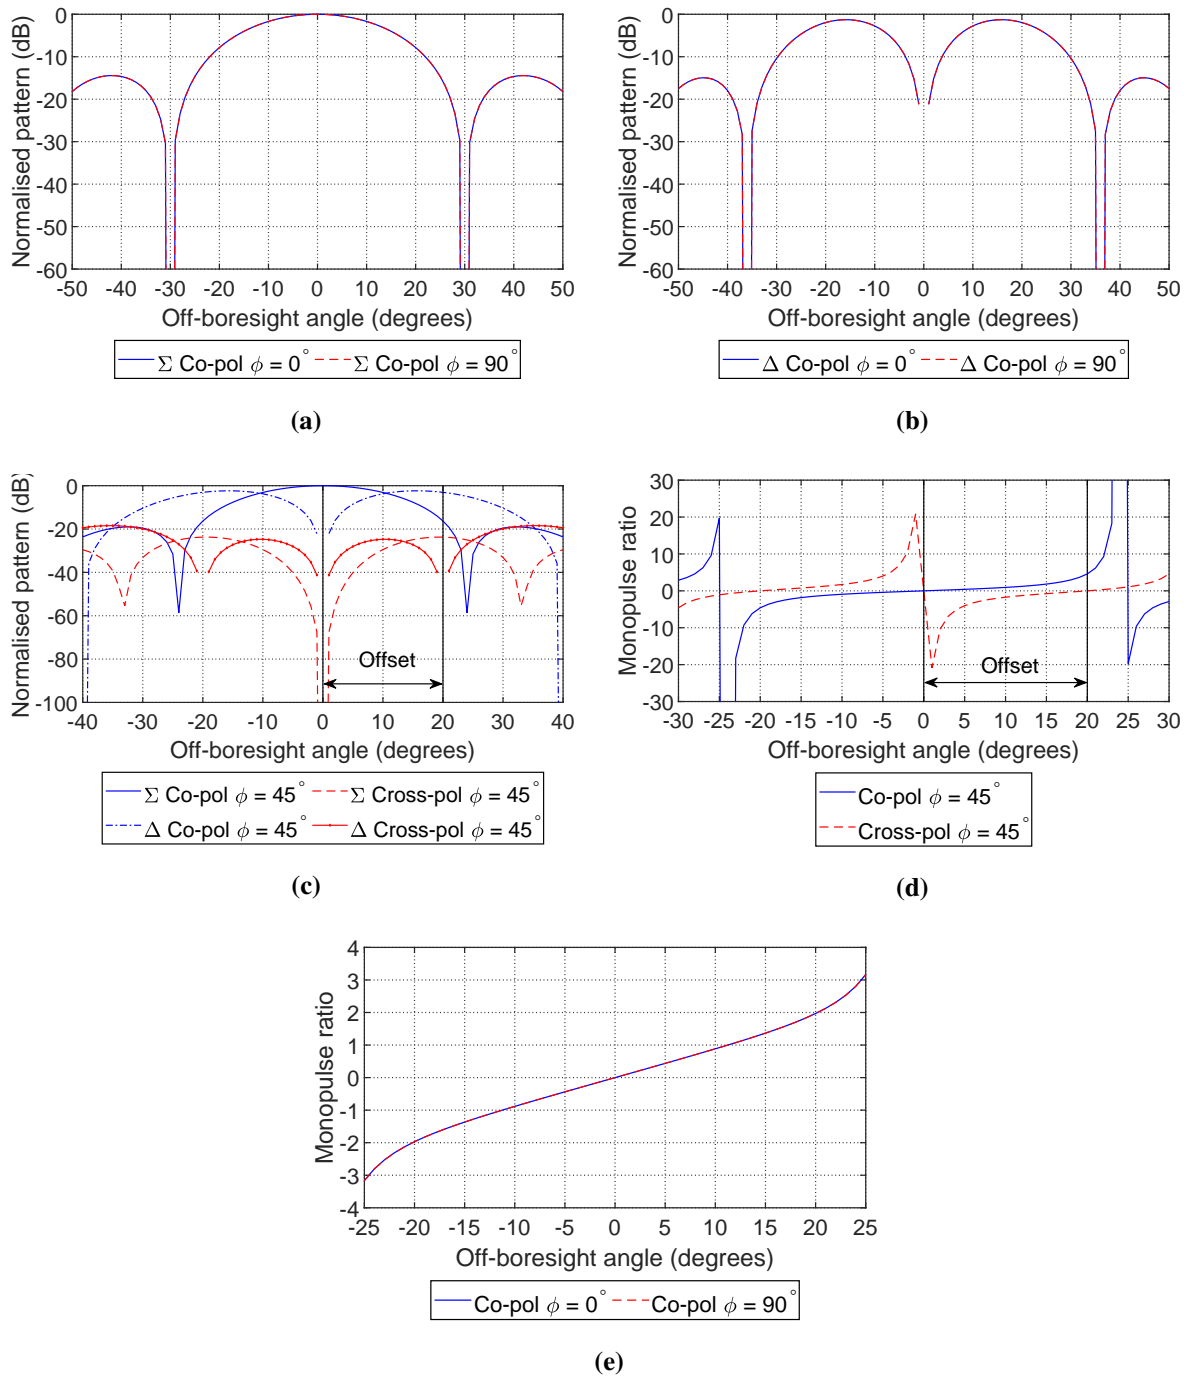 Normalised pattern (dB)
0
-10
-20
-30
-40
-50
-60
-50 -40 -30 -20 -10 0 10 20 30 40 50
Off-boresight angle (degrees)
Σ Co-pol ϕ = 0° Σ Co-pol ϕ = 90°
(a)
Normalised pattern (dB)
0
-10
-20
-30
-40
-50
-60
-50 -40 -30 -20 -10 0 10 20 30 40 50
Off-boresight angle (degrees)
Δ Co-pol ϕ = 0° Δ Co-pol ϕ = 90°
(b)
Normalised pattern (dB)
0
-20
-40
-60
-80
-100
Offset
-40 -30 -20 -10 0 10 20 30 40
Off-boresight angle (degrees)
Σ Co-pol ϕ = 45° Σ Cross-pol ϕ = 45°
Δ Co-pol ϕ = 45° Δ Cross-pol ϕ = 45°
(c)
Monopulse ratio
30
20
10
0
-10
-20
-30
Offset
-30 -25 -20 -15 -10 -5 0 5 10 15 20 25 30
Off-boresight angle (degrees)
Co-pol ϕ = 45°
Cross-pol ϕ = 45°
(d)
Monopulse ratio
4
3
2
1
0
-1
-2
-3
-4
-25 -20 -15 -10 -5 0 5 10 15 20 25
Off-boresight angle (degrees)
Co-pol ϕ = 0° Co-pol ϕ = 90°
(e)